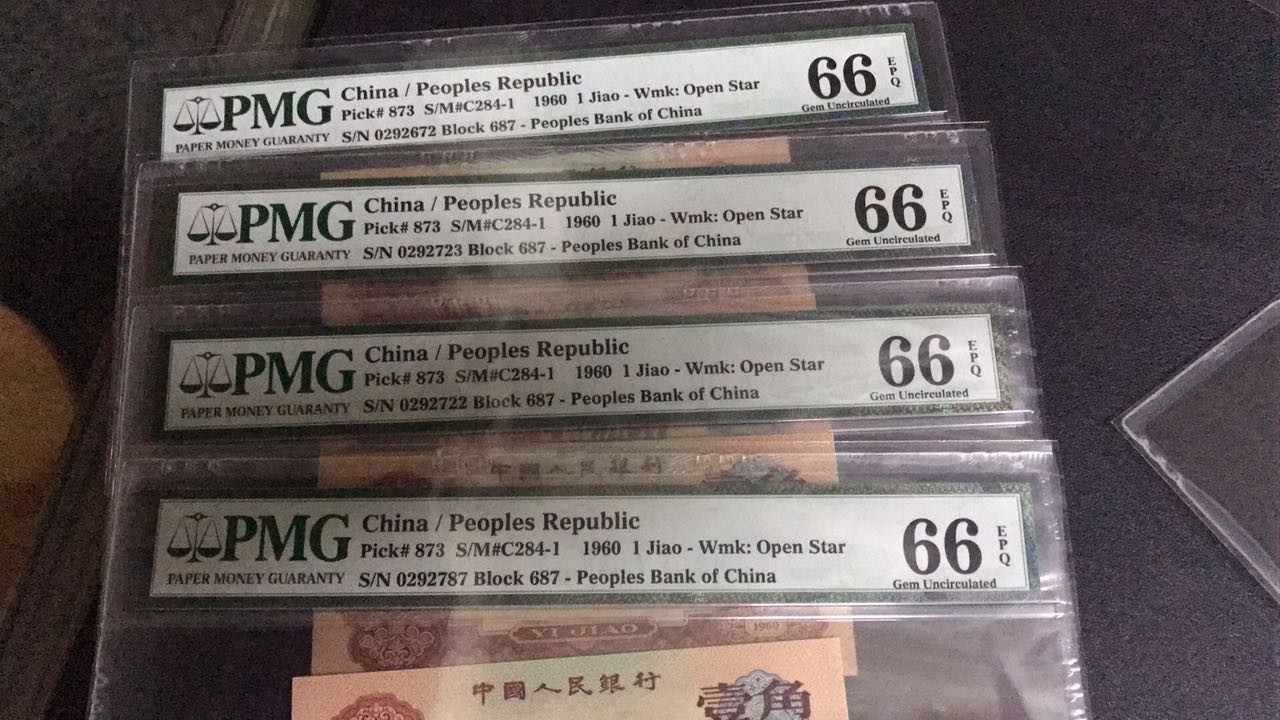 PMG
PAPER MONEY GUARANTY
China / Peoples Republic
Pick# 873 S/M#C284-1 1960 1 Jiao - Wmk: Open Star
S/N 0292672 Block 687 - Peoples Bank of China
66
EPQ
Gem Uncirculated
PMG
PAPER MONEY GUARANTY
China / Peoples Republic
Pick# 873 S/M#C284-1 1960 1 Jiao - Wmk: Open Star
S/N 0292723 Block 687 - Peoples Bank of China
66
EPQ
Gem Uncirculated
PMG
PAPER MONEY GUARANTY
China / Peoples Republic
Pick# 873 S/M#C284-1 1960 1 Jiao - Wmk: Open Star
S/N 0292722 Block 687 - Peoples Bank of China
66
EPQ
Gem Uncirculated
中國人民銀行
PMG
PAPER MONEY GUARANTY
China / Peoples Republic
Pick# 873 S/M#C284-1 1960 1 Jiao - Wmk: Open Star
S/N 0292787 Block 687 - Peoples Bank of China
66
EPQ
Gem Uncirculated
YI JIAO
1960
中國人民銀行
壹角